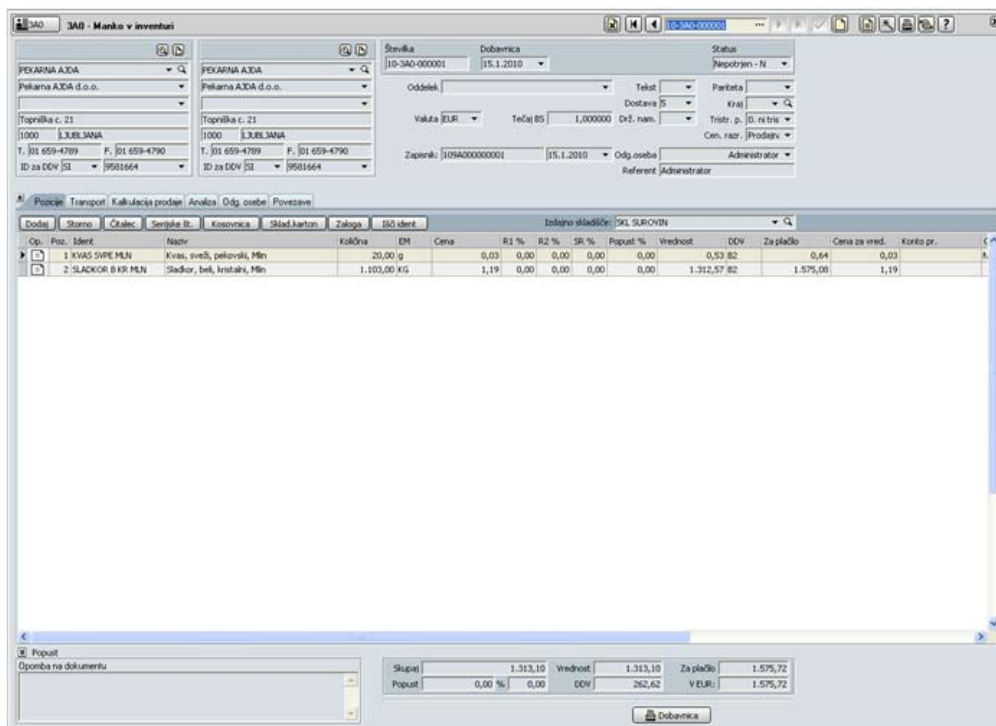 3A0 3A0 - Manko v inventuri 10-3A0-000001
PEKARNA AJDA
Pekarna AJDA d.o.o.
Topniška c. 21
1000 LJUBLJANA
T. 01 659-4789 F. 01 659-4790
ID za DDV SI 9581664
PEKARNA AJDA
Pekarna AJDA d.o.o.
Topniška c. 21
1000 LJUBLJANA
T. 01 659-4789 F. 01 659-4790
ID za DDV SI 9581664
Številka Dobavnica Status
10-3A0-000001 15.1.2010 Nepotrjen - N
Oddelek Tekst Pariteta
Dostava 5 Kraj
Valuta EUR Tečaj BS 1,000000 Drž. nam. Tristr. p. 0. ni tris
Cen. razr. Prodajna
Zapisnik: 109A000000001 15.1.2010 Odg.oseba Administrator
Referent Administrator
Pozicije Transport Kalkulacija prodaje Analiza Odg. osebe Povezave
Dodaj Storno Čitalec Serijske št. Kosovnica Sklad.karton Zaloga Išči ident Izdajno skladišče: SKL SUROVIN
Op. Poz. Ident Naziv Količina EM Cena R1 % R2 % SR % Popust % Vrednost DDV Za plačilo Cena za vred. Konto pr.
1 KVAS SVPE MLN Kvas, sveži, pekovski, Mlin 20,00 g 0,03 0,00 0,00 0,00 0,00 0,53 B2 0,64 0,03
2 SLADKOR B KR MLN Sladkor, beli, kristalni, Mlin 1.103,00 KG 1,19 0,00 0,00 0,00 0,00 1.312,57 B2 1.575,08 1,19
Popust
Opomba na dokumentu
Skupaj 1.313,10 Vrednost 1.313,10 Za plačilo 1.575,72
Popust 0,00 % 0,00 DDV 262,62 V EUR: 1.575,72
Dobavnica